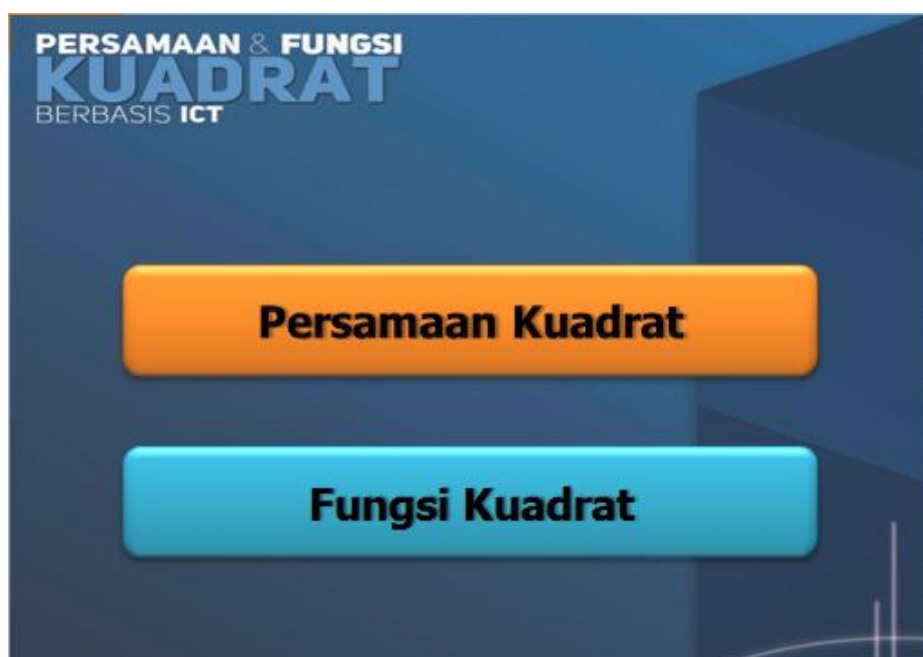 PERSAMAAN & FUNGSI
KUADRAT
BERBASIS ICT
Persamaan Kuadrat
Fungsi Kuadrat